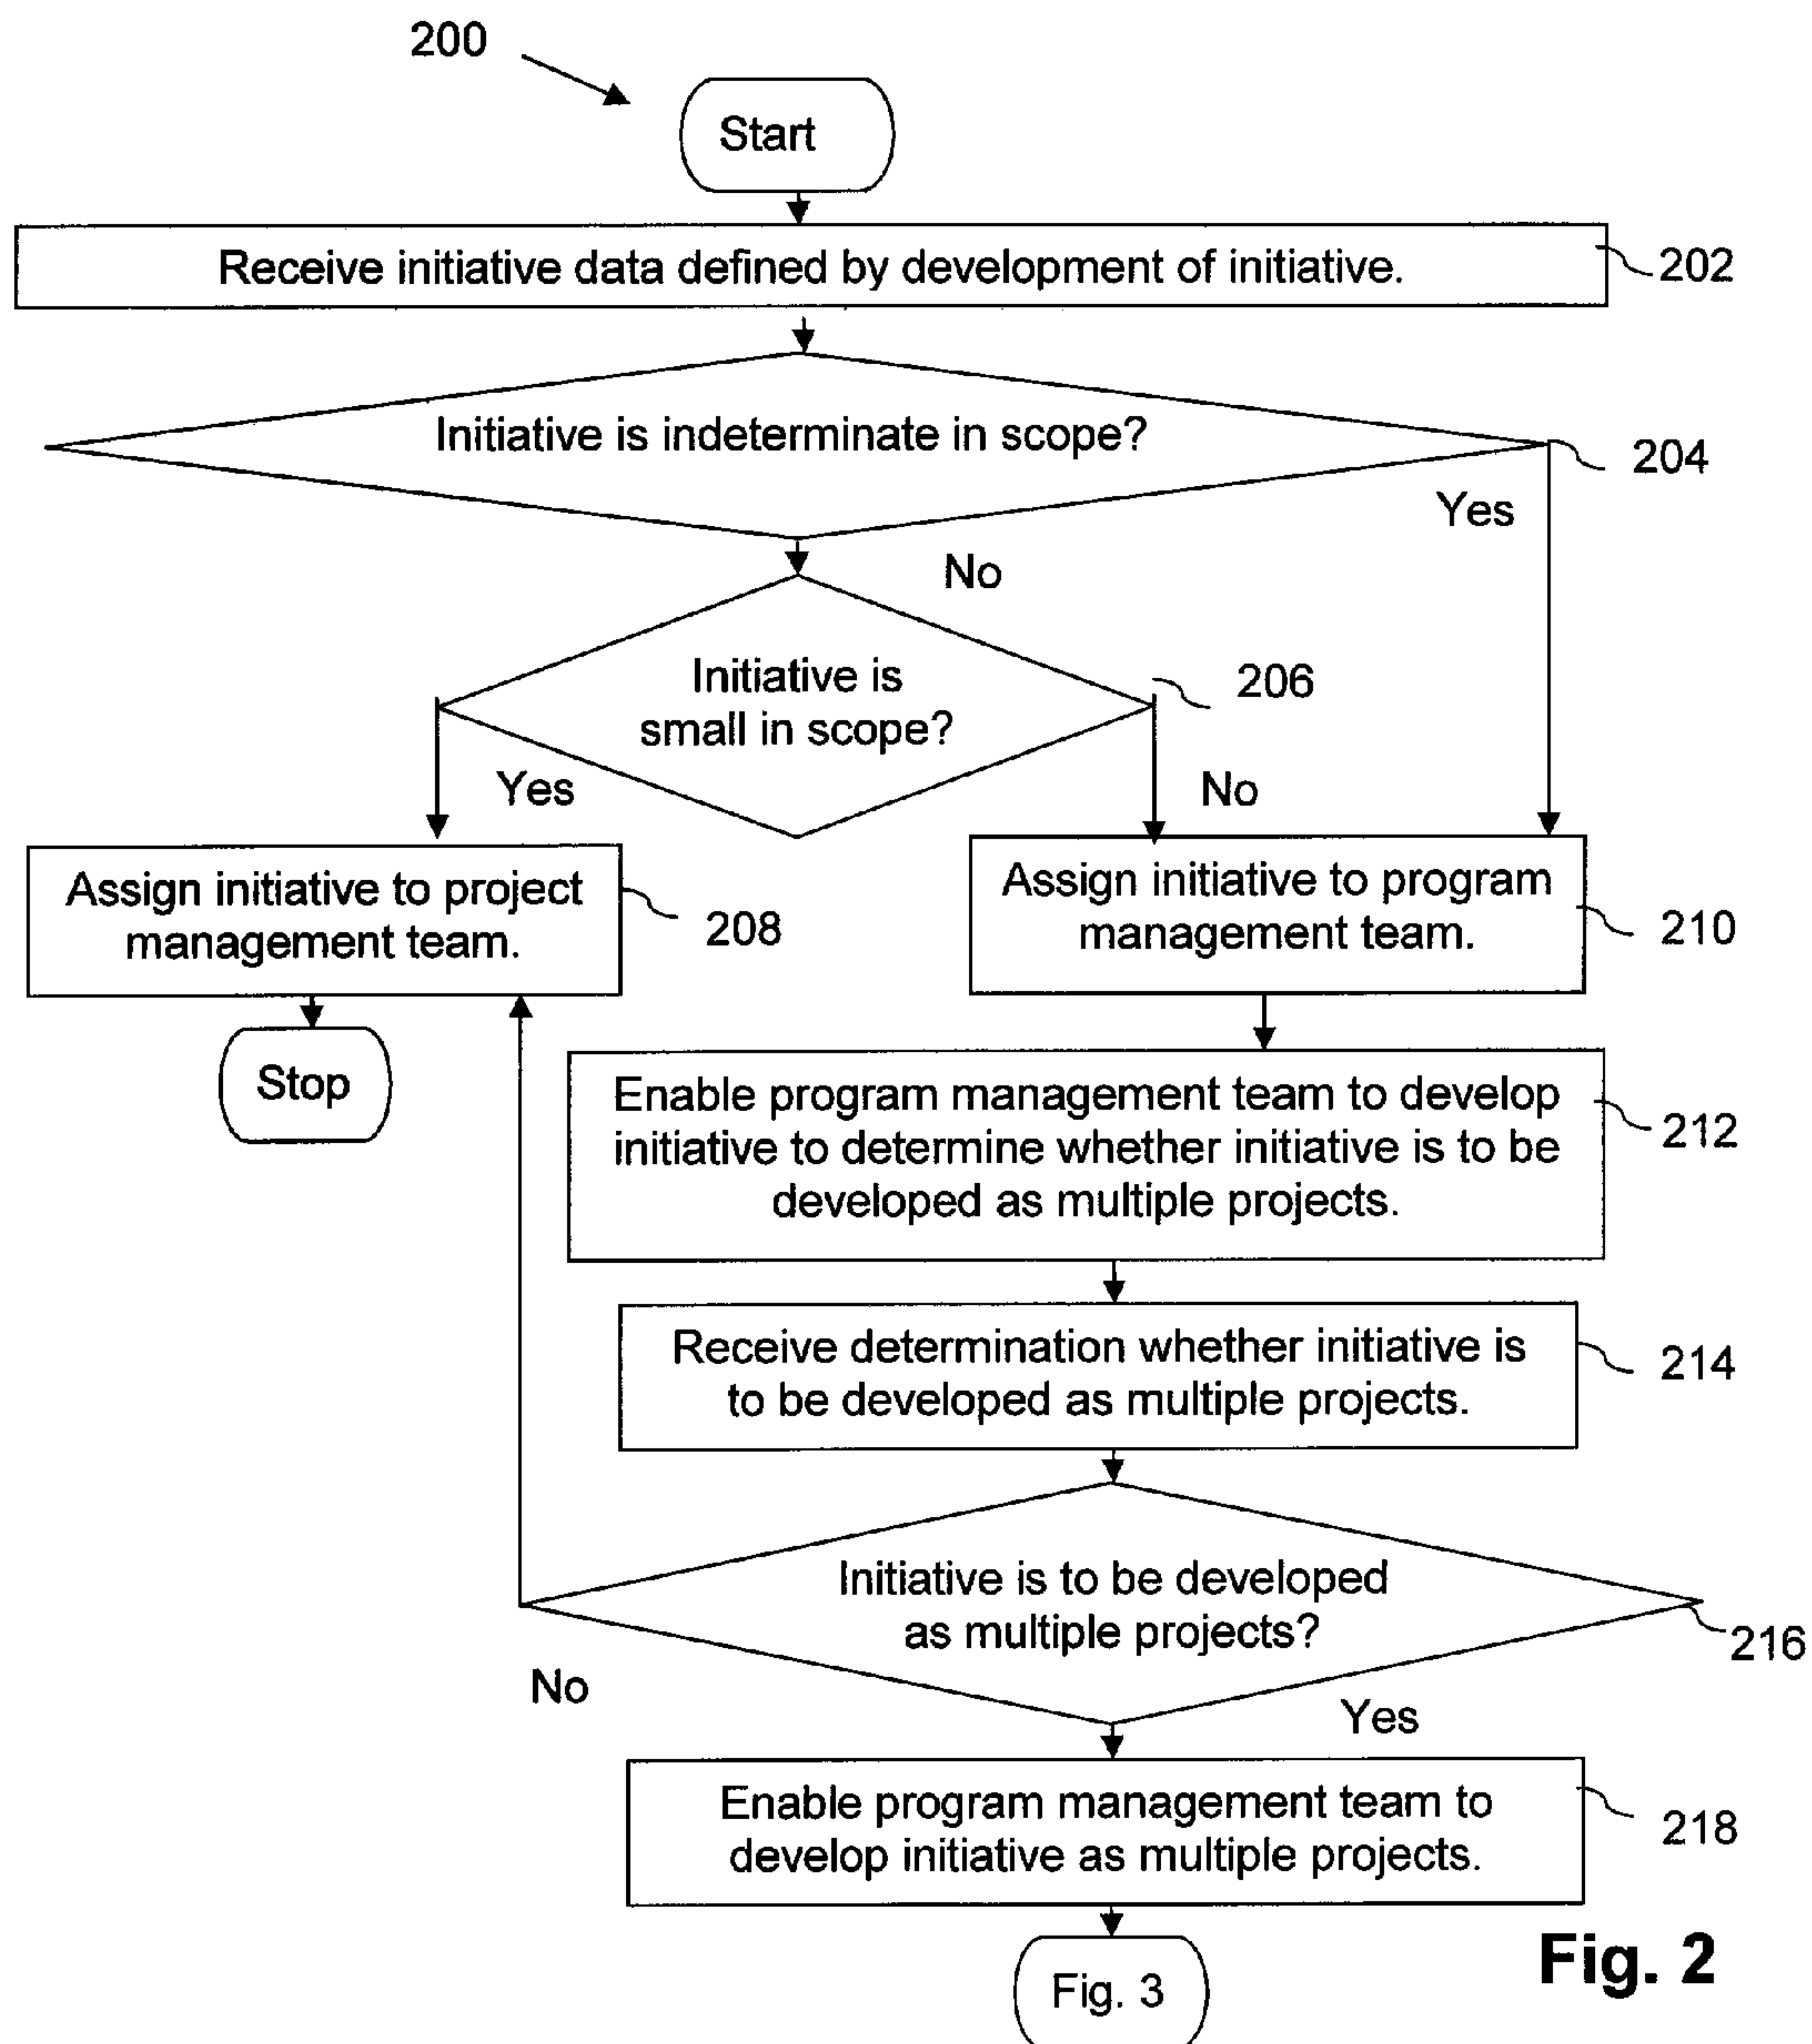 200
Start
Receive initiative data defined by development of initiative.
202
Initiative is indeterminate in scope?
204
Yes
No
Initiative is
small in scope?
206
Yes
No
Assign initiative to project
management team.
208
Assign initiative to program
management team.
210
Stop
Enable program management team to develop
initiative to determine whether initiative is to be
developed as multiple projects.
212
Receive determination whether initiative is
to be developed as multiple projects.
214
Initiative is to be developed
as multiple projects?
216
No
Yes
Enable program management team to
develop initiative as multiple projects.
218
Fig. 3
Fig. 2